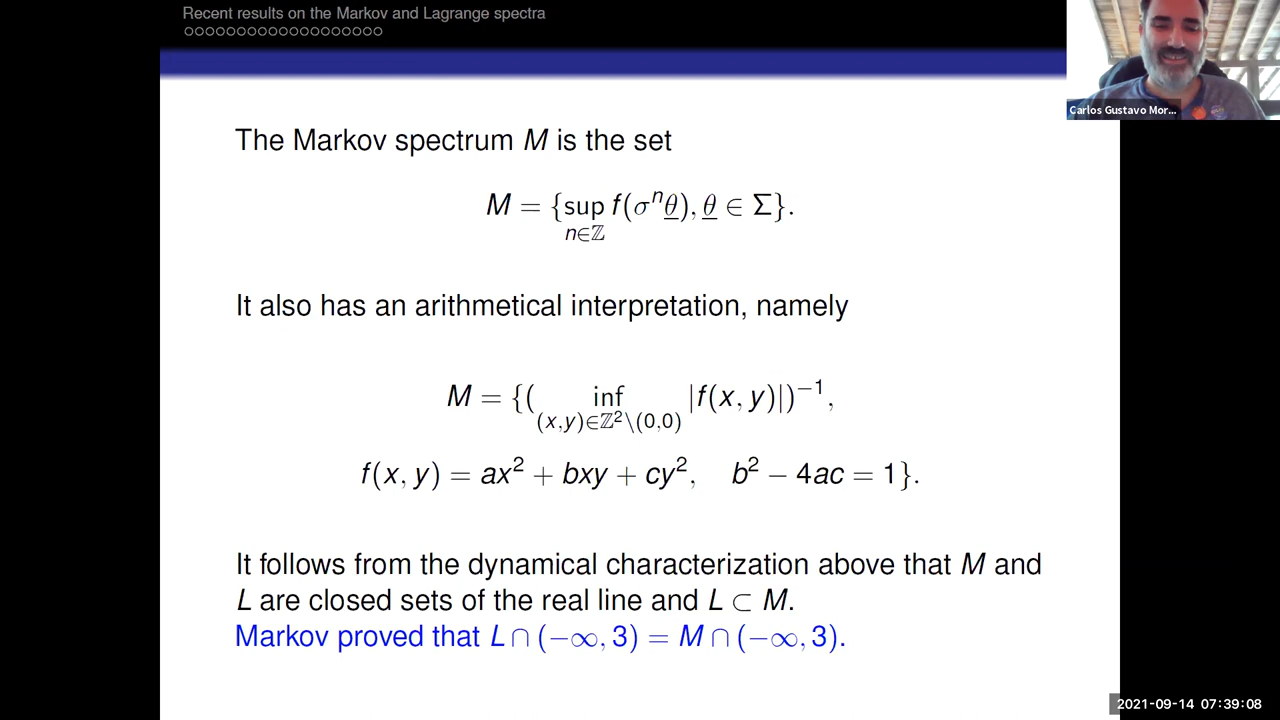 Recent results on the Markov and Lagrange spectra
Carlos Gustavo Mor...
The Markov spectrum M is the set
M = {sup f(σⁿθ), θ ∈ Σ}.
n∈ℤ
It also has an arithmetical interpretation, namely
M = {( inf |f(x, y)|)⁻¹,
(x,y)∈ℤ²\(0,0)
f(x, y) = ax² + bxy + cy², b² − 4ac = 1}.
It follows from the dynamical characterization above that M and
L are closed sets of the real line and L ⊂ M.
Markov proved that L ∩ (−∞, 3) = M ∩ (−∞, 3).
2021-09-14 07:39:08